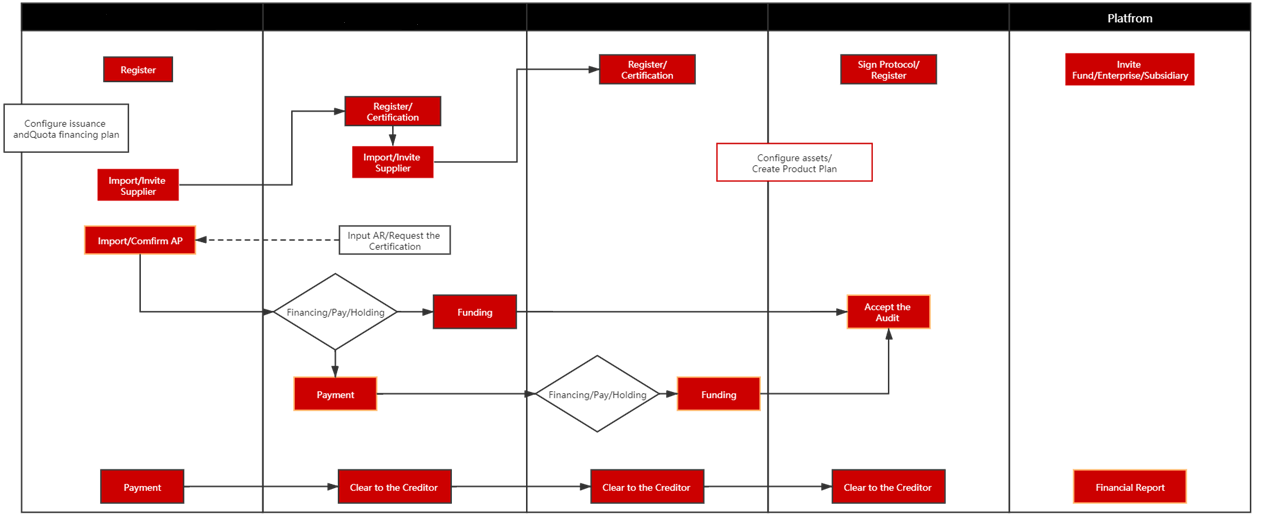 Platfrom
Register
Register/
Certification
Register/
Certification
Sign Protocol/
Register
Invite
Fund/Enterprise/Subsidiary
Configure issuance
andQuota financing plan
Import/Invite
Supplier
Import/Invite
Supplier
Configure assets/
Create Product Plan
Import/Comfirm AP
Input AR/Request the
Certification
Financing/Pay/Holding
Funding
Accept the
Audit
Payment
Financing/Pay/Holding
Funding
Payment
Clear to the Creditor
Clear to the Creditor
Clear to the Creditor
Financial Report